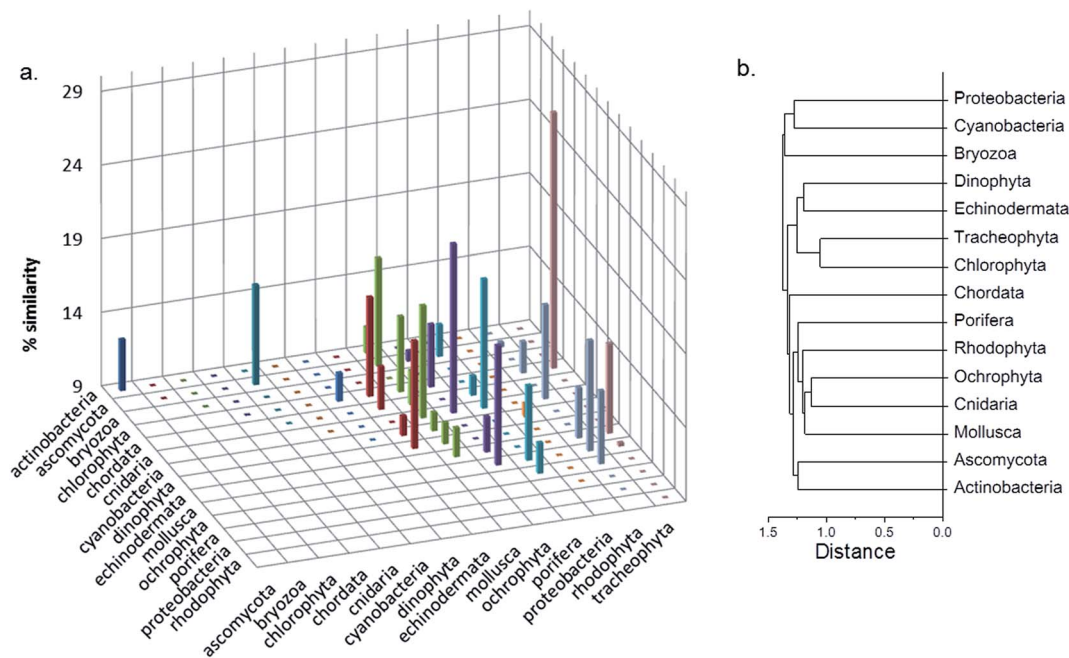 a.
% similarity
29
24
19
14
9
actinobacteria
ascomycota
bryozoa
chlorophyta
chordata
cnidaria
cyanobacteria
dinophyta
echinodermata
mollusca
ochrophyta
porifera
proteobacteria
rhodophyta
ascomycota
bryozoa
chlorophyta
chordata
cnidaria
cyanobacteria
dinophyta
echinodermata
mollusca
ochrophyta
porifera
proteobacteria
rhodophyta
tracheophyta
b.
Proteobacteria
Cyanobacteria
Bryozoa
Dinophyta
Echinodermata
Tracheophyta
Chlorophyta
Chordata
Porifera
Rhodophyta
Ochrophyta
Cnidaria
Mollusca
Ascomycota
Actinobacteria
1.5 1.0 0.5 0.0
Distance